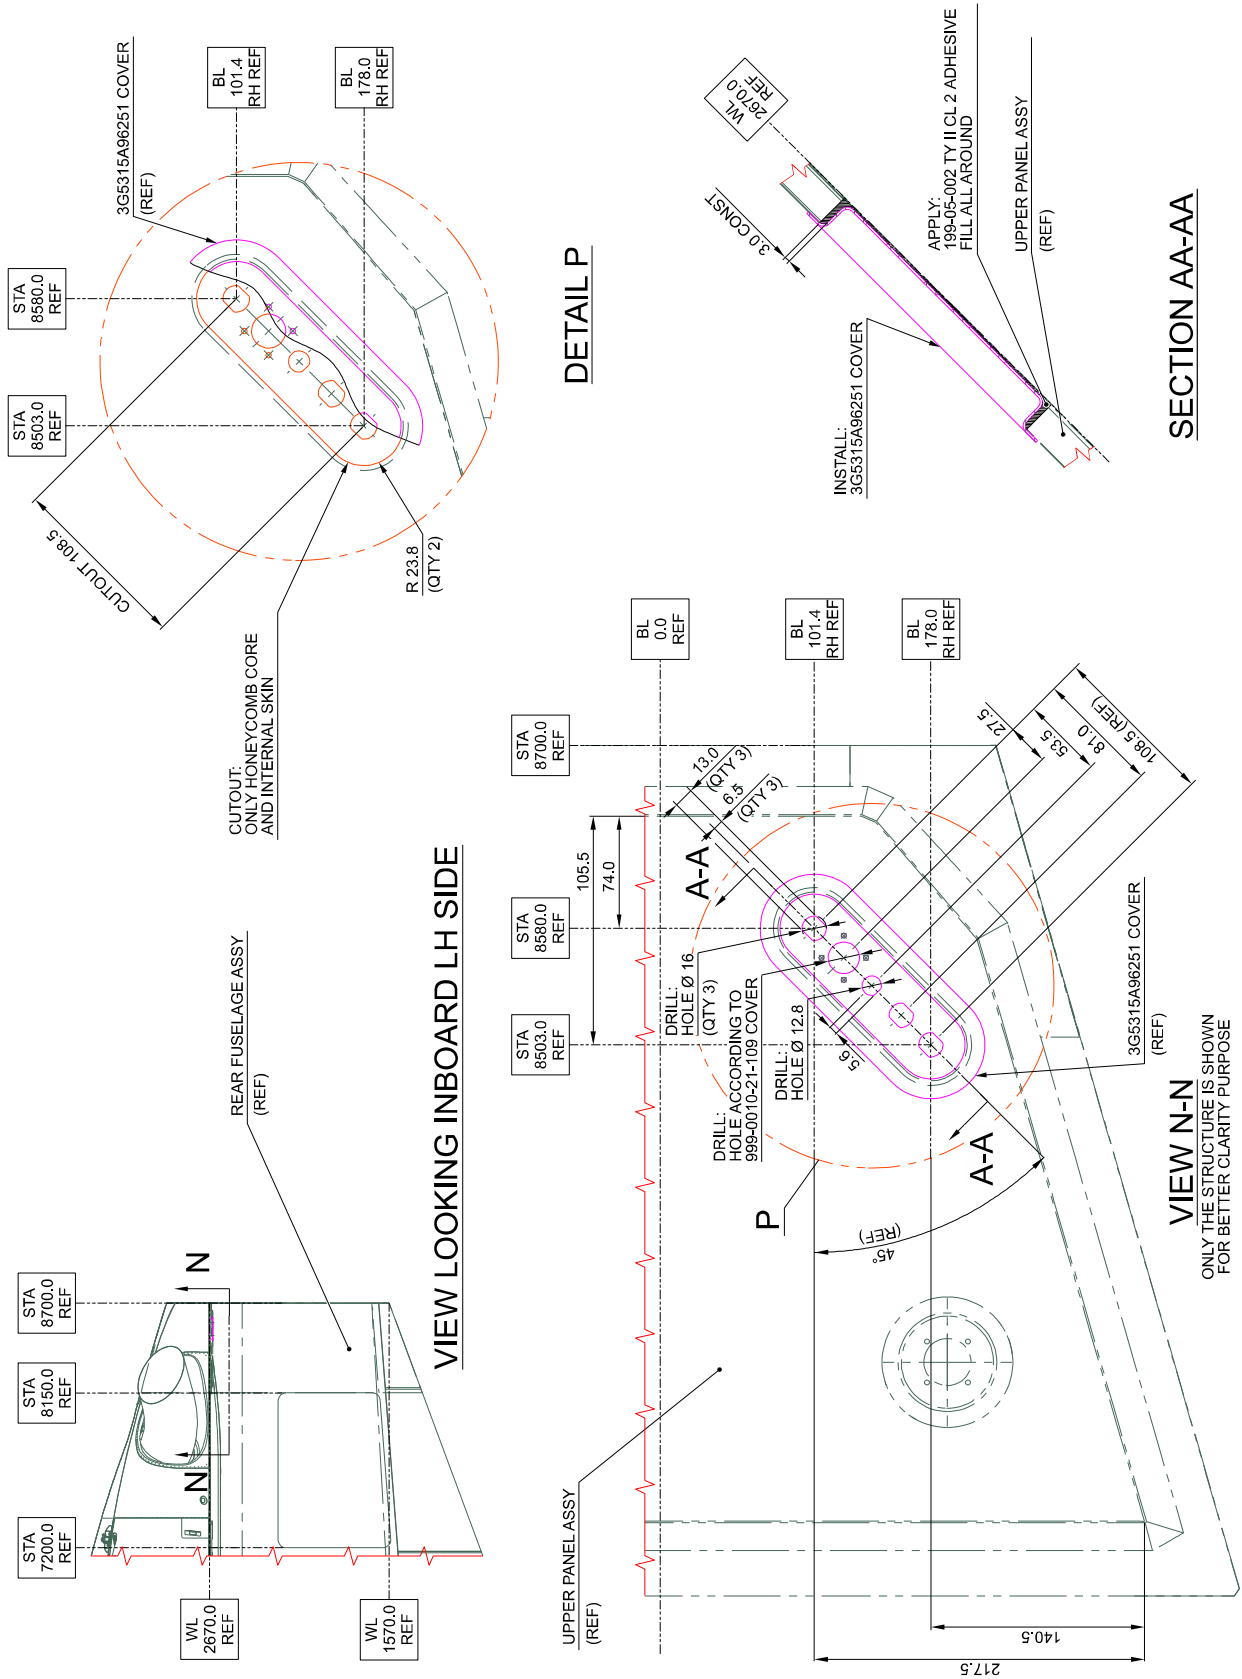 STA
7200.0
REF
STA
8150.0
REF
STA
8700.0
REF
WL
2670.0
REF
WL
1570.0
REF
N
N
REAR FUSELAGE ASSY
(REF)
VIEW LOOKING INBOARD LH SIDE
STA
8503.0
REF
STA
8580.0
REF
CUTOUT 108.5
3G5315A96251 COVER
(REF)
BL
101.4
RH REF
BL
178.0
RH REF
R 23.8
(QTY 2)
CUTOUT:
ONLY HONEYCOMB CORE
AND INTERNAL SKIN
DETAIL P
WL
2670.0
REF
3.0 CONST
APPLY:
199-05-002 TY II CL 2 ADHESIVE
FILL ALL AROUND
UPPER PANEL ASSY
(REF)
INSTALL:
3G5315A96251 COVER
SECTION AA-AA
STA
8503.0
REF
STA
8580.0
REF
STA
8700.0
REF
BL
0.0
REF
BL
101.4
RH REF
BL
178.0
RH REF
105.5
74.0
13.0
(QTY 3)
6.5
(QTY 3)
A-A
27.5
53.5
81.0
108.5 (REF)
DRILL:
HOLE Ø 16
(QTY 3)
DRILL:
HOLE ACCORDING TO
999-0010-21-109 COVER
DRILL:
HOLE Ø 12.8
5.6
P
A-A
45°
(REF)
3G5315A96251 COVER
(REF)
UPPER PANEL ASSY
(REF)
217.5
140.5
VIEW N-N
ONLY THE STRUCTURE IS SHOWN
FOR BETTER CLARITY PURPOSE